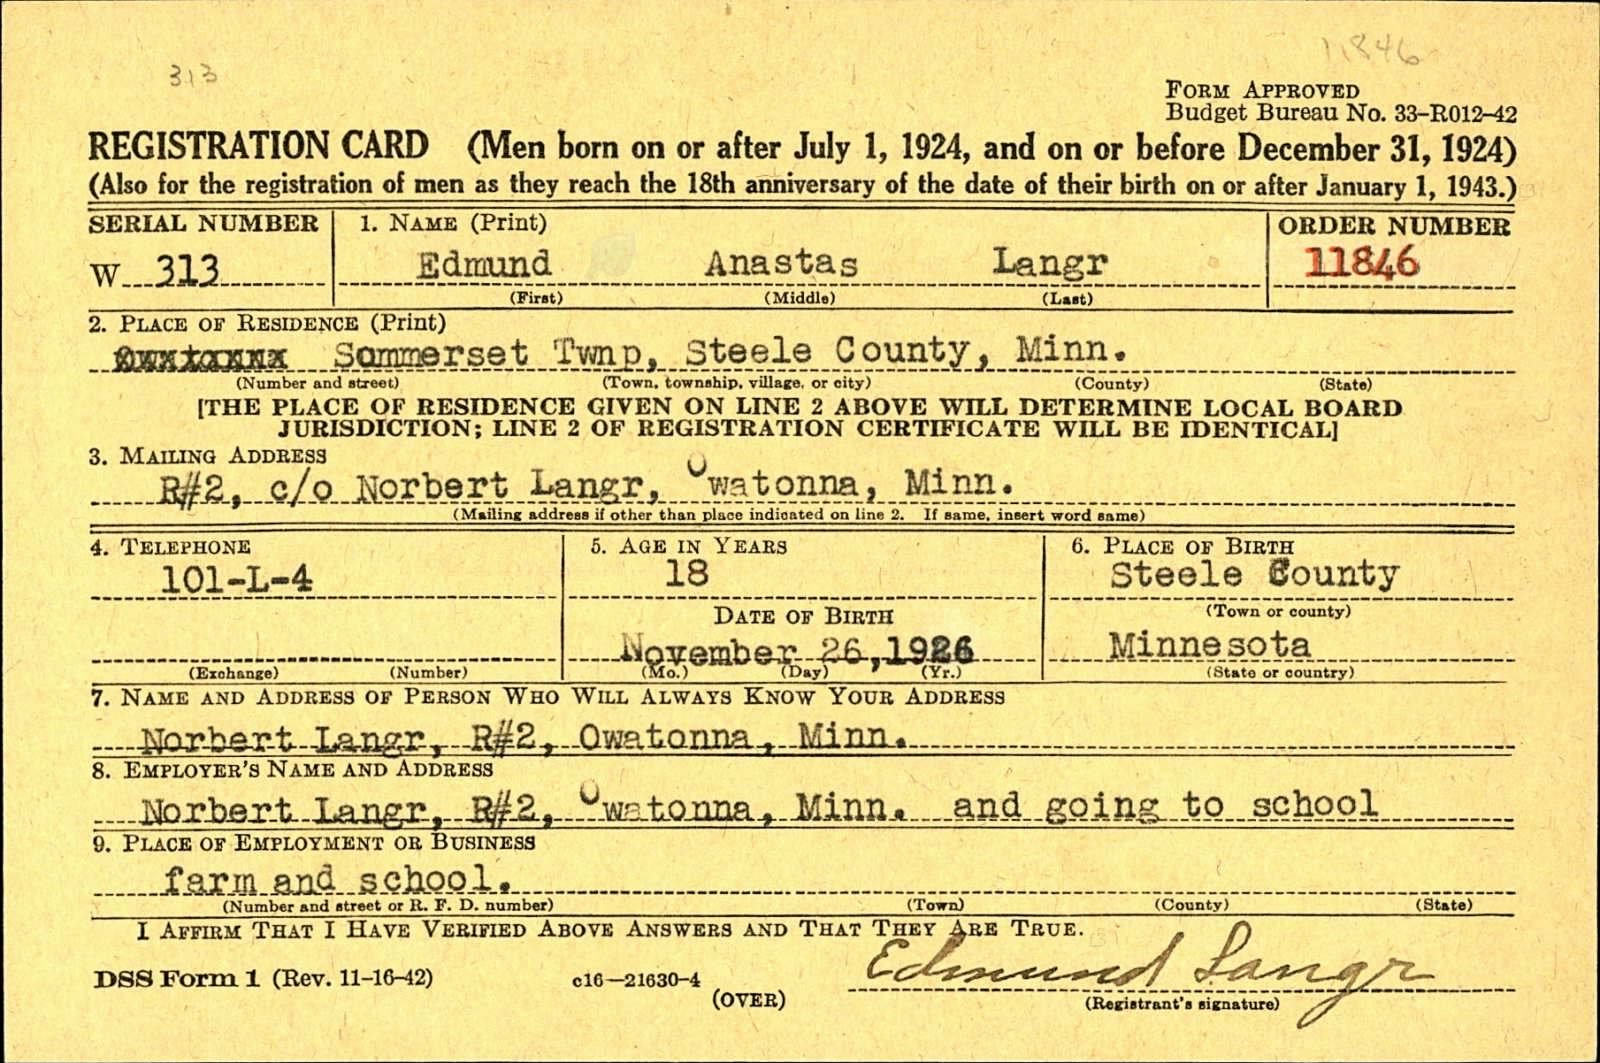 313
11846
FORM APPROVED
Budget Bureau No. 33-R012-42
REGISTRATION CARD (Men born on or after July 1, 1924, and on or before December 31, 1924)
(Also for the registration of men as they reach the 18th anniversary of the date of their birth on or after January 1, 1943.)
SERIAL NUMBER 1. NAME (Print) ORDER NUMBER
W 313 Edmund Anastas Langr 11846
(First) (Middle) (Last)
2. PLACE OF RESIDENCE (Print)
Sommerset Twnp, Steele County, Minn.
(Number and street) (Town, township, village, or city) (County) (State)
[THE PLACE OF RESIDENCE GIVEN ON LINE 2 ABOVE WILL DETERMINE LOCAL BOARD
JURISDICTION; LINE 2 OF REGISTRATION CERTIFICATE WILL BE IDENTICAL]
3. MAILING ADDRESS
R#2, c/o Norbert Langr, Owatonna, Minn.
(Mailing address if other than place indicated on line 2. If same, insert word same)
4. TELEPHONE 5. AGE IN YEARS 6. PLACE OF BIRTH
101-L-4 18 Steele County
(Town or county)
DATE OF BIRTH
November 26,1926 Minnesota
(Exchange) (Number) (Mo.) (Day) (Yr.) (State or country)
7. NAME AND ADDRESS OF PERSON WHO WILL ALWAYS KNOW YOUR ADDRESS
Norbert Langr, R#2, Owatonna, Minn.
8. EMPLOYER'S NAME AND ADDRESS
Norbert Langr, R#2, Owatonna, Minn. and going to school
9. PLACE OF EMPLOYMENT OR BUSINESS
farm and school.
(Number and street or R. F. D. number) (Town) (County) (State)
I AFFIRM THAT I HAVE VERIFIED ABOVE ANSWERS AND THAT THEY ARE TRUE.
DSS Form 1 (Rev. 11-16-42) c16—21630-4 Edmund Langr
(OVER) (Registrant's signature)